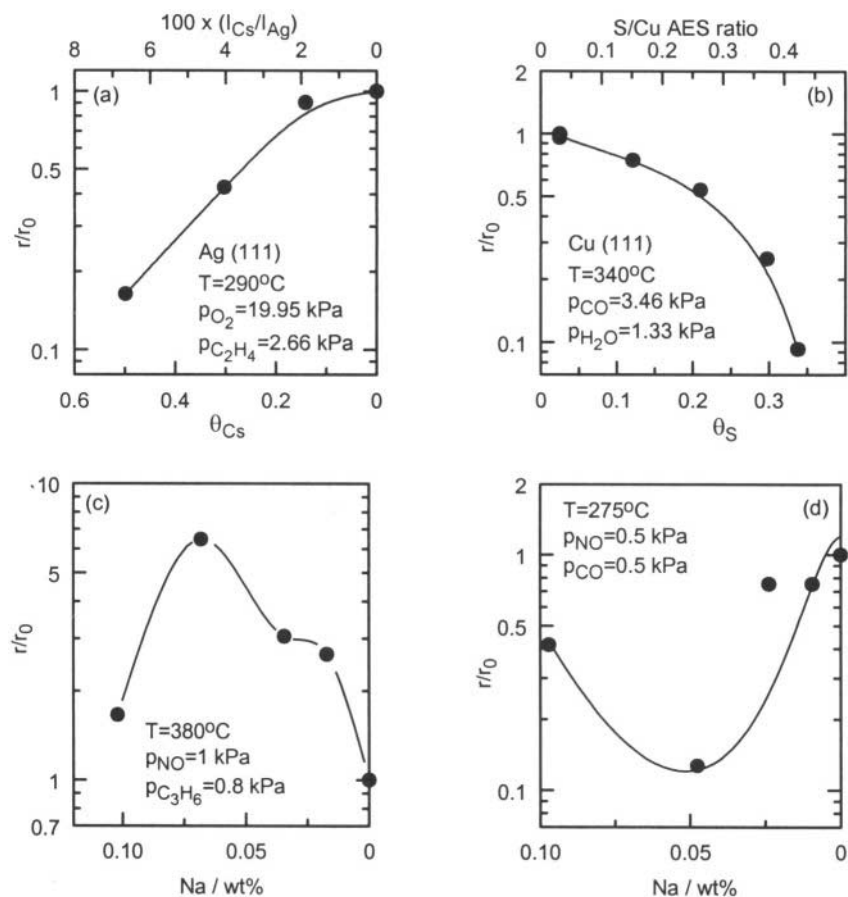 100 x (I_Cs/I_Ag)
8 6 4 2 0
(a)
1
0.5
0.1
r/r₀
Ag (111)
T=290ºC
p_O₂=19.95 kPa
p_C₂H₄=2.66 kPa
0.6 0.4 0.2 0
θ_Cs
S/Cu AES ratio
0 0.1 0.2 0.3 0.4
2
(b)
1
0.5
0.1
r/r₀
Cu (111)
T=340ºC
p_CO=3.46 kPa
p_H₂O=1.33 kPa
0 0.1 0.2 0.3
θ_S
10
(c)
5
1
0.7
r/r₀
T=380ºC
p_NO=1 kPa
p_C₃H₆=0.8 kPa
0.10 0.05 0
Na / wt%
2
(d)
1
0.5
0.1
r/r₀
T=275ºC
p_NO=0.5 kPa
p_CO=0.5 kPa
0.10 0.05 0
Na / wt%